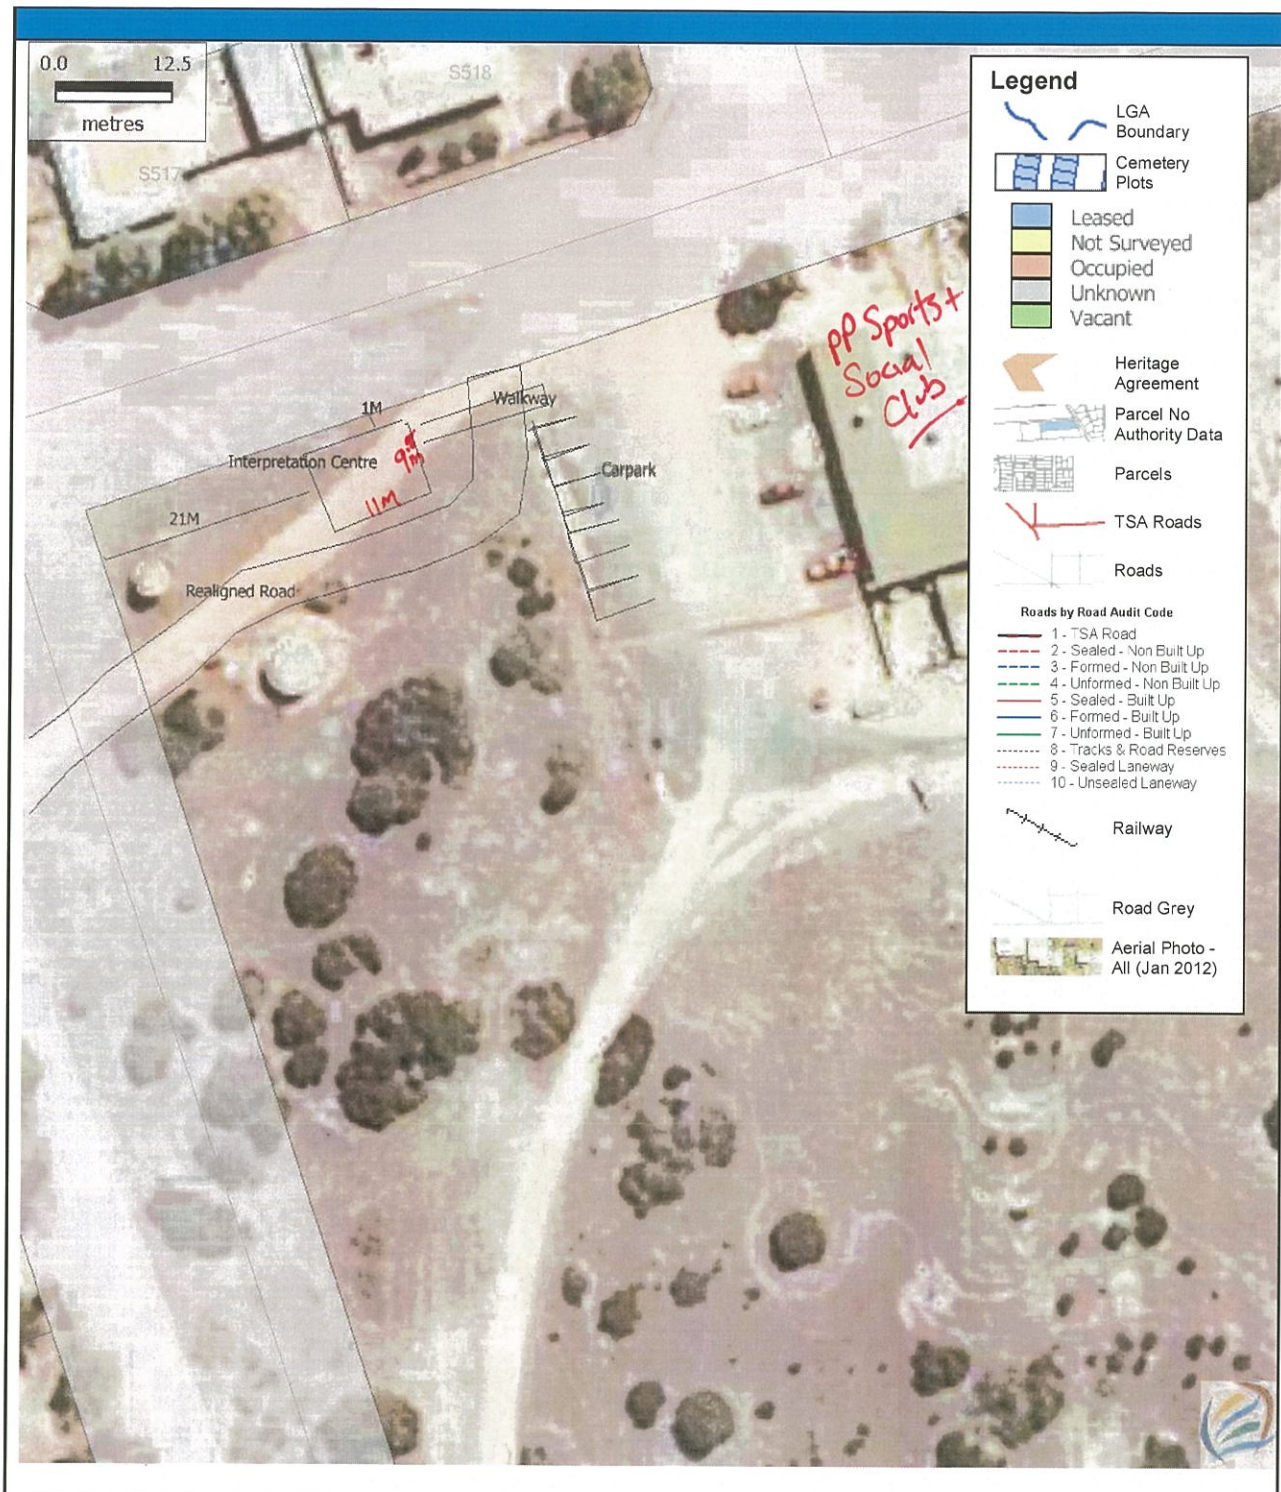 0.0 12.5
metres
S518
S517
Legend
LGA
Boundary
Cemetery
Plots
Leased
Not Surveyed
Occupied
Unknown
Vacant
Heritage
Agreement
Parcel No
Authority Data
Parcels
TSA Roads
Roads
Roads by Road Audit Code
1 - TSA Road
2 - Sealed - Non Built Up
3 - Formed - Non Built Up
4 - Unformed - Non Built Up
5 - Sealed - Built Up
6 - Formed - Built Up
7 - Unformed - Built Up
8 - Tracks & Road Reserves
9 - Sealed Laneway
10 - Unsealed Laneway
Railway
Road Grey
Aerial Photo -
All (Jan 2012)
PP Sports +
Social
Club
1M
Walkway
Interpretation Centre
9m
Carpark
11M
21M
Realigned Road